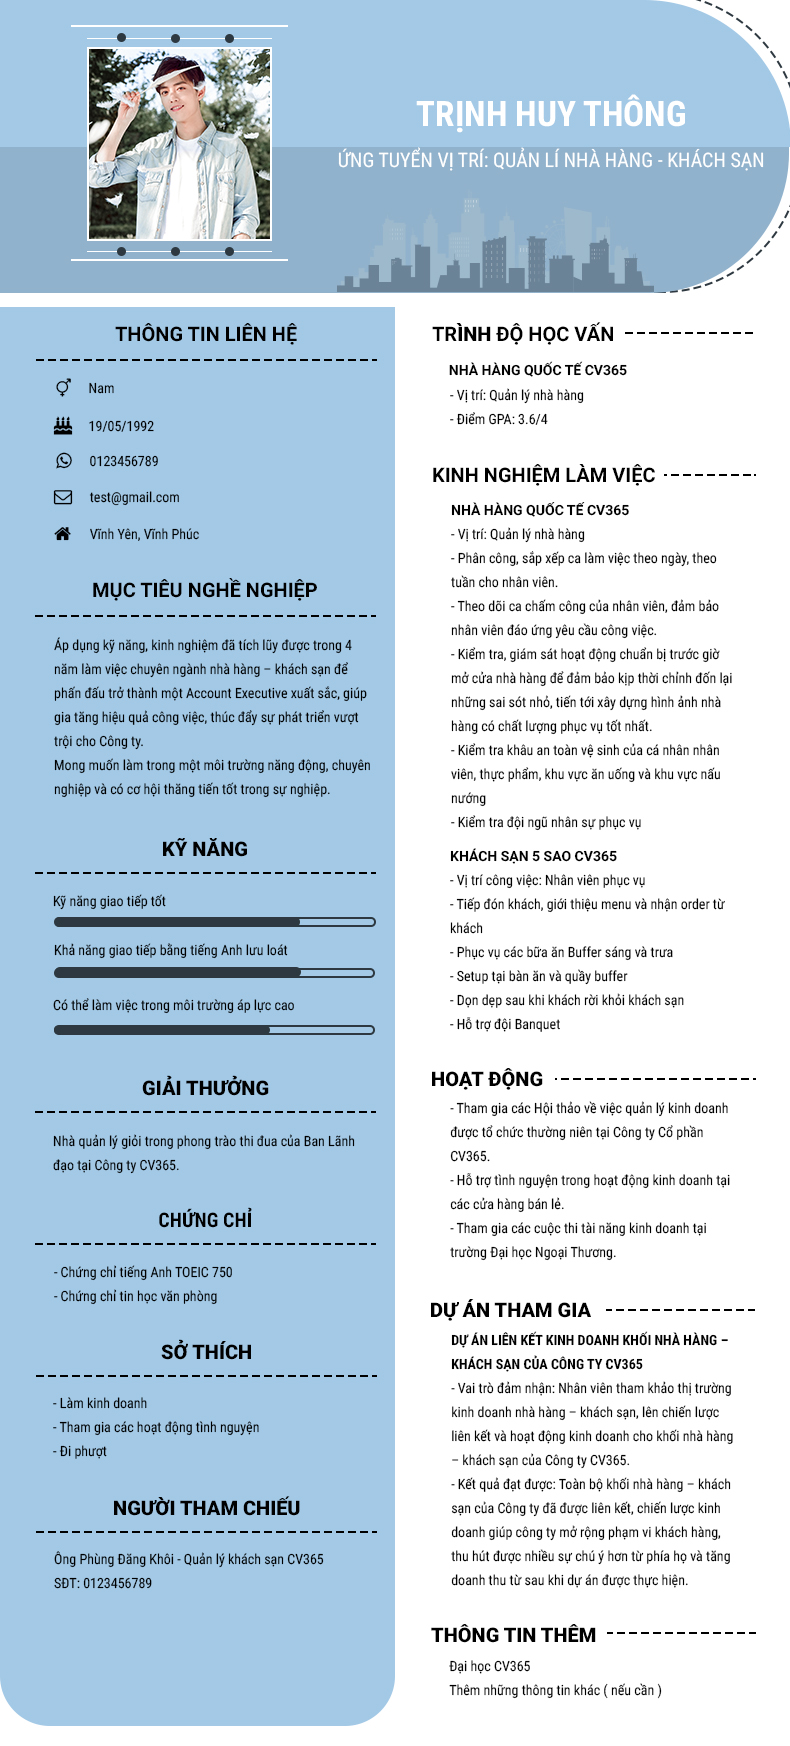 TRỊNH HUY THÔNG
ỨNG TUYỂN VỊ TRÍ: QUẢN LÍ NHÀ HÀNG - KHÁCH SẠN
THÔNG TIN LIÊN HỆ
Nam
19/05/1992
0123456789
test@gmail.com
Vĩnh Yên, Vĩnh Phúc
MỤC TIÊU NGHỀ NGHIỆP
Áp dụng kỹ năng, kinh nghiệm đã tích lũy được trong 4
năm làm việc chuyên ngành nhà hàng – khách sạn để
phấn đấu trở thành một Account Executive xuất sắc, giúp
gia tăng hiệu quả công việc, thúc đẩy sự phát triển vượt
trội cho Công ty.
Mong muốn làm trong một môi trường năng động, chuyên
nghiệp và có cơ hội thăng tiến tốt trong sự nghiệp.
KỸ NĂNG
Kỹ năng giao tiếp tốt
Khả năng giao tiếp bằng tiếng Anh lưu loát
Có thể làm việc trong môi trường áp lực cao
GIẢI THƯỞNG
Nhà quản lý giỏi trong phong trào thi đua của Ban Lãnh
đạo tại Công ty CV365.
CHỨNG CHỈ
- Chứng chỉ tiếng Anh TOEIC 750
- Chứng chỉ tin học văn phòng
SỞ THÍCH
- Làm kinh doanh
- Tham gia các hoạt động tình nguyện
- Đi phượt
NGƯỜI THAM CHIẾU
Ông Phùng Đăng Khôi - Quản lý khách sạn CV365
SĐT: 0123456789
TRÌNH ĐỘ HỌC VẤN
NHÀ HÀNG QUỐC TẾ CV365
- Vị trí: Quản lý nhà hàng
- Điểm GPA: 3.6/4
KINH NGHIỆM LÀM VIỆC
NHÀ HÀNG QUỐC TẾ CV365
- Vị trí: Quản lý nhà hàng
- Phân công, sắp xếp ca làm việc theo ngày, theo
tuần cho nhân viên.
- Theo dõi ca chấm công của nhân viên, đảm bảo
nhân viên đáo ứng yêu cầu công việc.
- Kiểm tra, giám sát hoạt động chuẩn bị trước giờ
mở cửa nhà hàng để đảm bảo kịp thời chỉnh đốn lại
những sai sót nhỏ, tiến tới xây dựng hình ảnh nhà
hàng có chất lượng phục vụ tốt nhất.
- Kiểm tra khâu an toàn vệ sinh của cá nhân nhân
viên, thực phẩm, khu vực ăn uống và khu vực nấu
nướng
- Kiểm tra đội ngũ nhân sự phục vụ
KHÁCH SẠN 5 SAO CV365
- Vị trí công việc: Nhân viên phục vụ
- Tiếp đón khách, giới thiệu menu và nhận order từ
khách
- Phục vụ các bữa ăn Buffer sáng và trưa
- Setup tại bàn ăn và quầy buffer
- Dọn dẹp sau khi khách rời khỏi khách sạn
- Hỗ trợ đội Banquet
HOẠT ĐỘNG
- Tham gia các Hội thảo về việc quản lý kinh doanh
được tổ chức thường niên tại Công ty Cổ phần
CV365.
- Hỗ trợ tình nguyện trong hoạt động kinh doanh tại
các cửa hàng bán lẻ.
- Tham gia các cuộc thi tài năng kinh doanh tại
trường Đại học Ngoại Thương.
DỰ ÁN THAM GIA
DỰ ÁN LIÊN KẾT KINH DOANH KHỐI NHÀ HÀNG –
KHÁCH SẠN CỦA CÔNG TY CV365
- Vai trò đảm nhận: Nhân viên tham khảo thị trường
kinh doanh nhà hàng – khách sạn, lên chiến lược
liên kết và hoạt động kinh doanh cho khối nhà hàng
– khách sạn của Công ty CV365.
- Kết quả đạt được: Toàn bộ khối nhà hàng – khách
sạn của Công ty đã được liên kết, chiến lược kinh
doanh giúp công ty mở rộng phạm vi khách hàng,
thu hút được nhiều sự chú ý hơn từ phía họ và tăng
doanh thu từ sau khi dự án được thực hiện.
THÔNG TIN THÊM
Đại học CV365
Thêm những thông tin khác ( nếu cần )